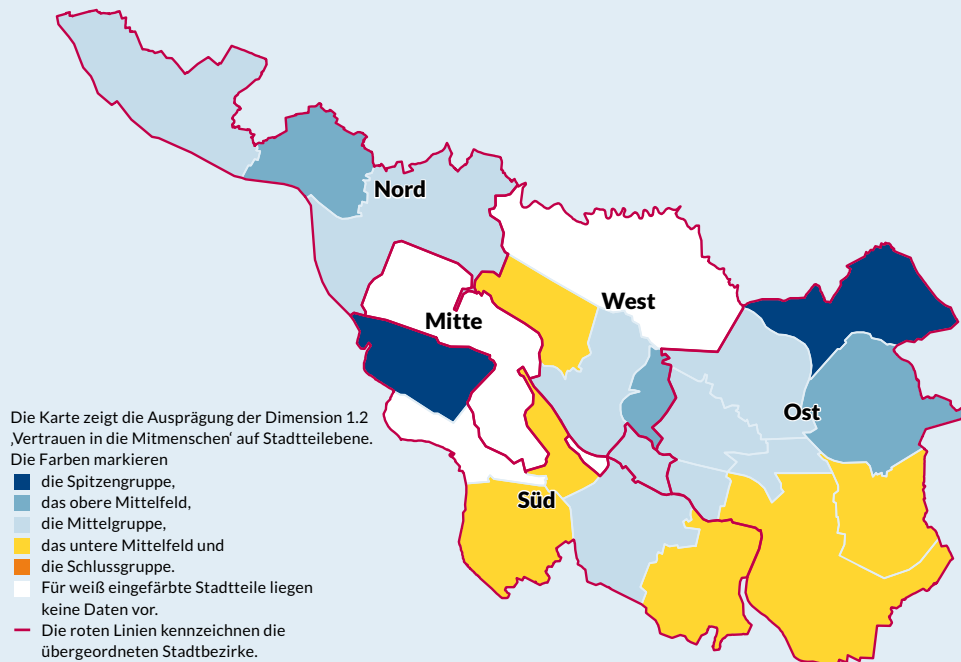 Nord
West
Mitte
Ost
Süd
Die Karte zeigt die Ausprägung der Dimension 1.2
‚Vertrauen in die Mitmenschen‘ auf Stadtteilebene.
Die Farben markieren
die Spitzengruppe,
das obere Mittelfeld,
die Mittelgruppe,
das untere Mittelfeld und
die Schlussgruppe.
Für weiß eingefärbte Stadtteile liegen
keine Daten vor.
Die roten Linien kennzeichnen die
übergeordneten Stadtbezirke.